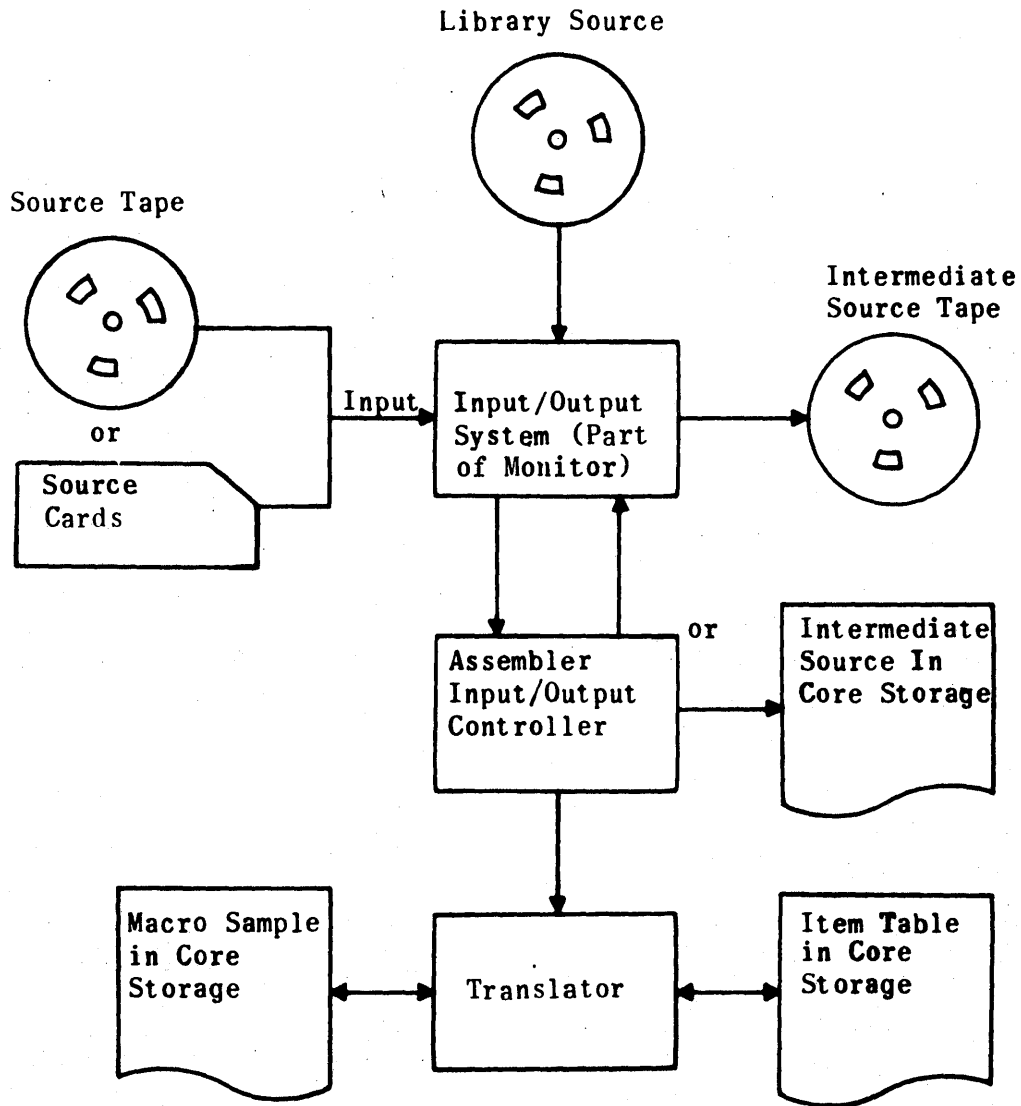 Library Source
Source Tape
Intermediate
Source Tape
or
Input
Input/Output
System (Part
of Monitor)
Source
Cards
or
Assembler
Input/Output
Controller
Intermediate
Source In
Core Storage
Macro Sample
in Core
Storage
Translator
Item Table
in Core
Storage